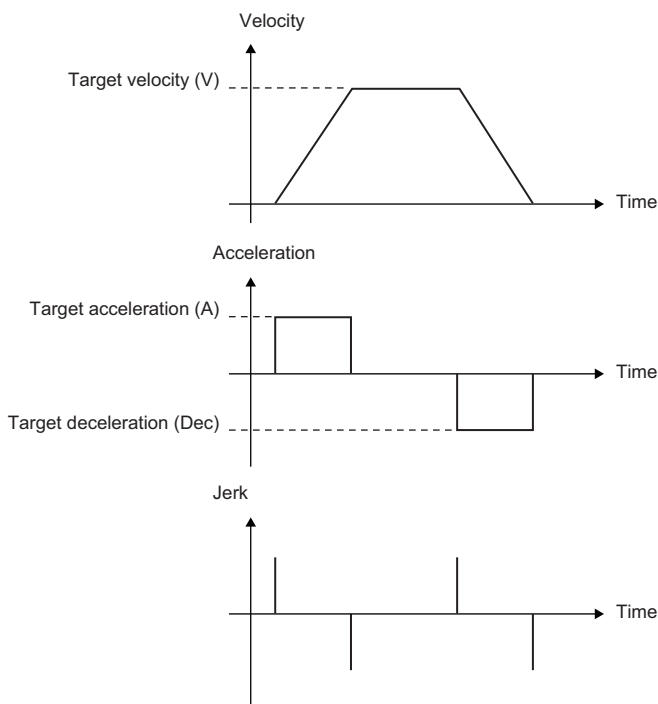 Velocity
Target velocity (V)
Time
Acceleration
Target acceleration (A)
Time
Target deceleration (Dec)
Jerk
Time